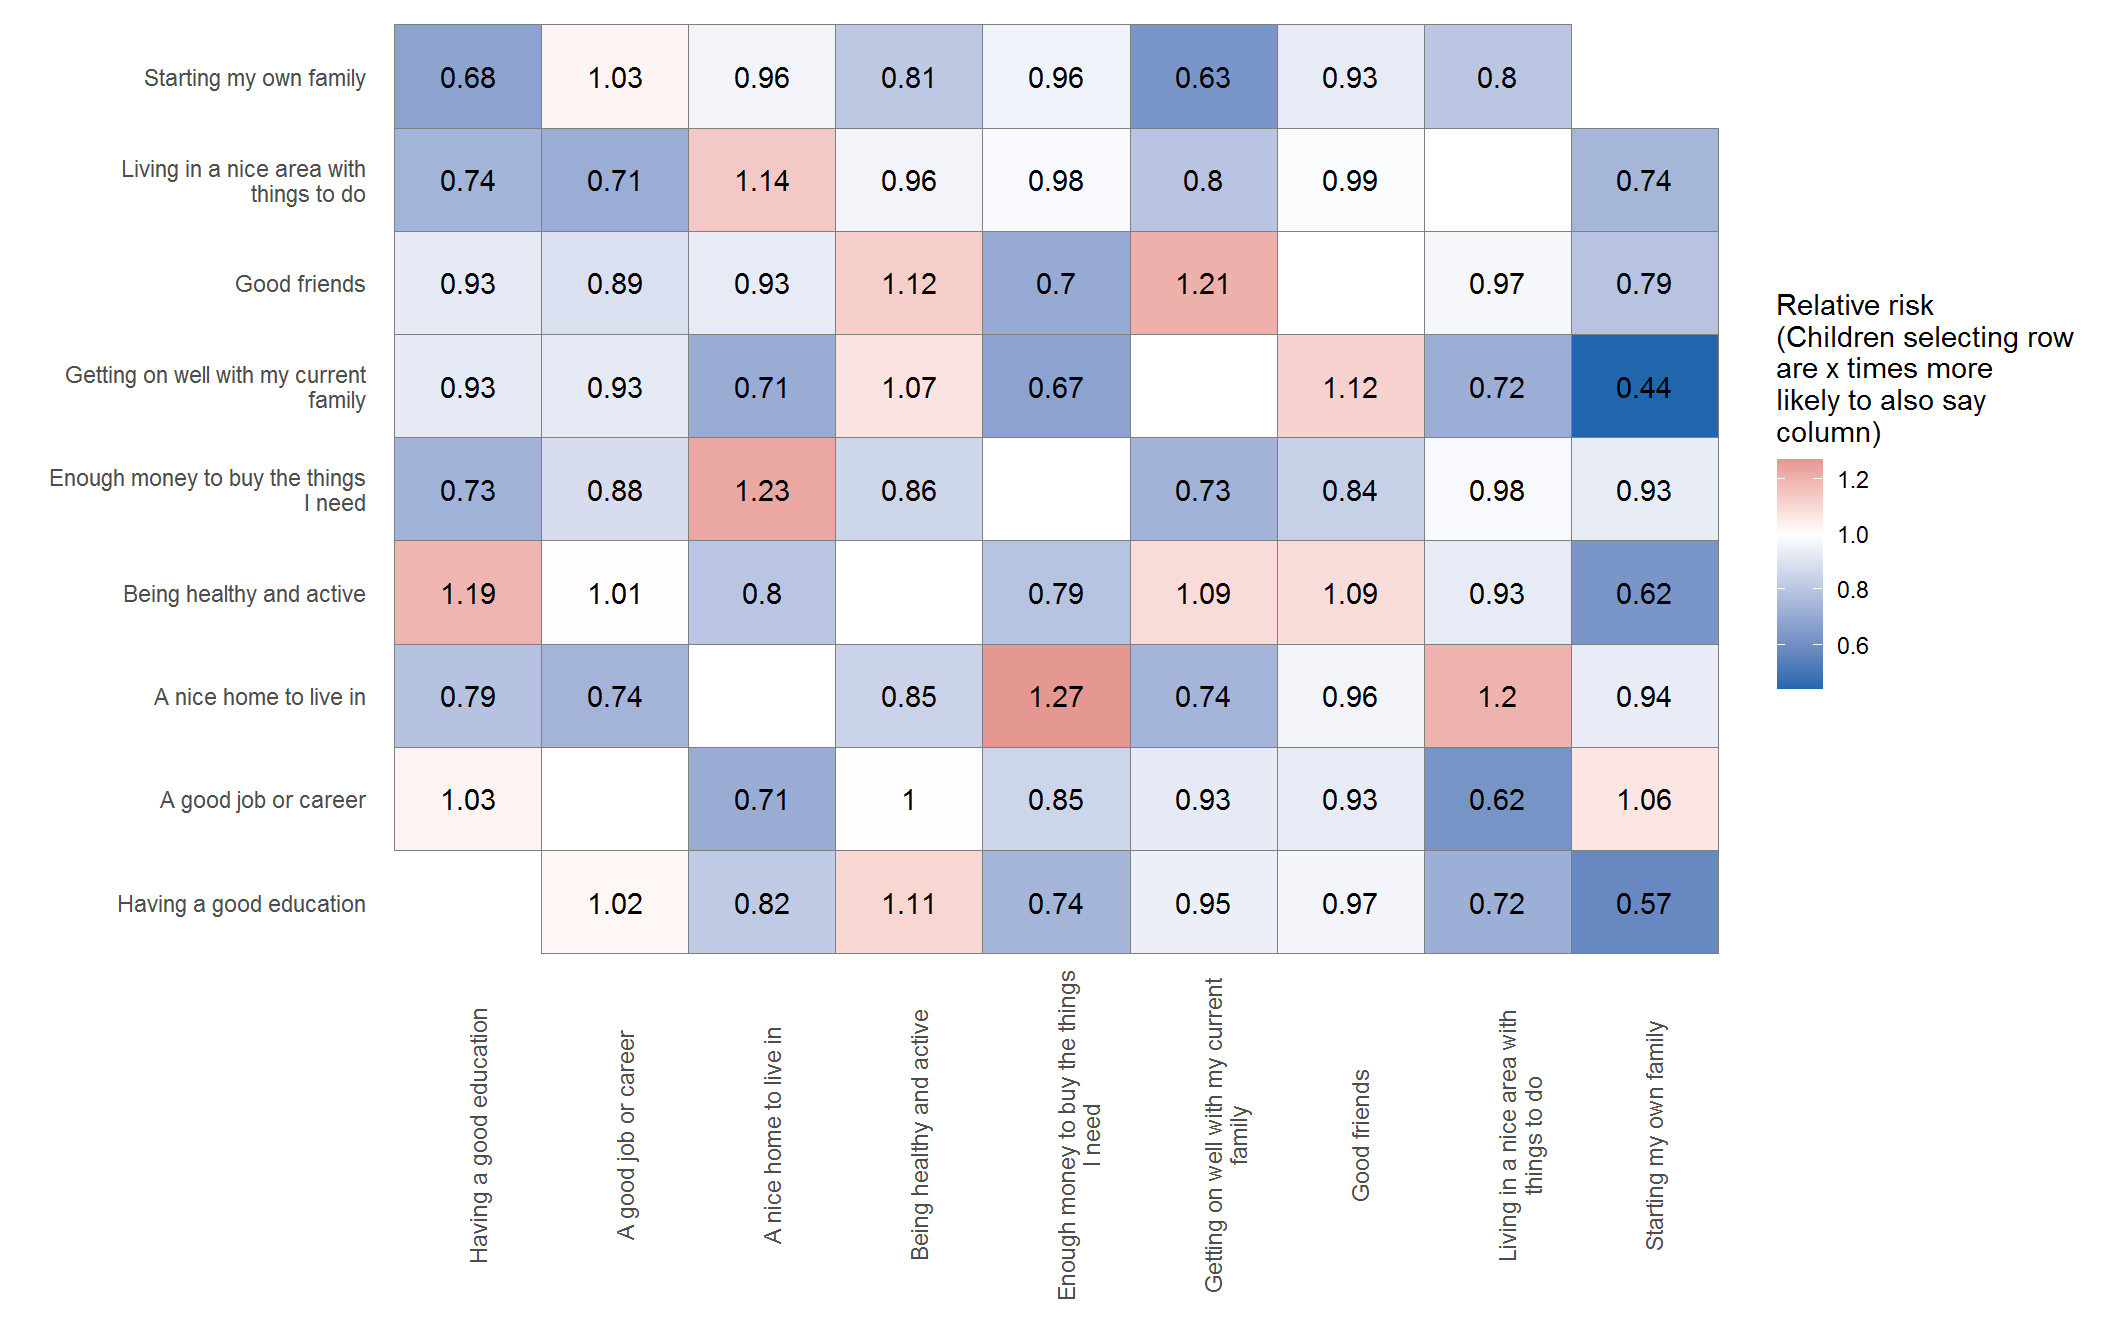 Starting my own family
0.68 1.03 0.96 0.81 0.96 0.63 0.93 0.8
Living in a nice area with
things to do
0.74 0.71 1.14 0.96 0.98 0.8 0.99 0.74
Good friends
0.93 0.89 0.93 1.12 0.7 1.21 0.97 0.79
Getting on well with my current
family
0.93 0.93 0.71 1.07 0.67 1.12 0.72 0.44
Enough money to buy the things
I need
0.73 0.88 1.23 0.86 0.73 0.84 0.98 0.93
Being healthy and active
1.19 1.01 0.8 0.79 1.09 1.09 0.93 0.62
A nice home to live in
0.79 0.74 0.85 1.27 0.74 0.96 1.2 0.94
A good job or career
1.03 0.71 1 0.85 0.93 0.93 0.62 1.06
Having a good education
1.02 0.82 1.11 0.74 0.95 0.97 0.72 0.57
Having a good education
A good job or career
A nice home to live in
Being healthy and active
Enough money to buy the things
I need
Getting on well with my current
family
Good friends
Living in a nice area with
things to do
Starting my own family
Relative risk
(Children selecting row
are x times more
likely to also say
column)
1.2
1.0
0.8
0.6